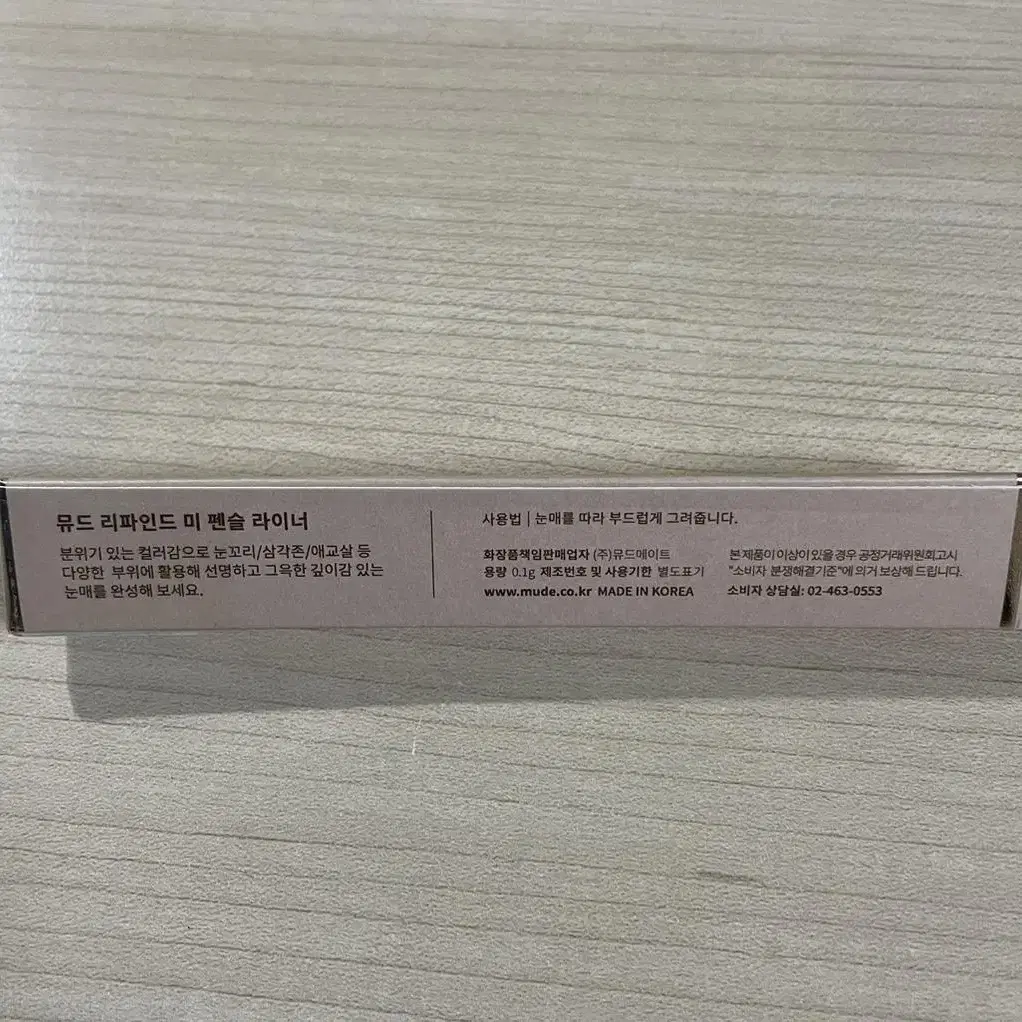 뮤드 리파인드 미 펜슬 라이너
분위기 있는 컬러감으로 눈꼬리/삼각존/애교살 등
다양한 부위에 활용해 선명하고 그윽한 깊이감 있는
눈매를 완성해 보세요.
사용법 | 눈매를 따라 부드럽게 그려줍니다.
화장품책임판매업자 (주)뮤드메이트
용량 0.1g 제조번호 및 사용기한 별도표기
www.mude.co.kr MADE IN KOREA
본 제품이 이상이 있을 경우 공정거래위원회고시
"소비자 분쟁해결기준"에 의거 보상해 드립니다.
소비자 상담실: 02-463-0553